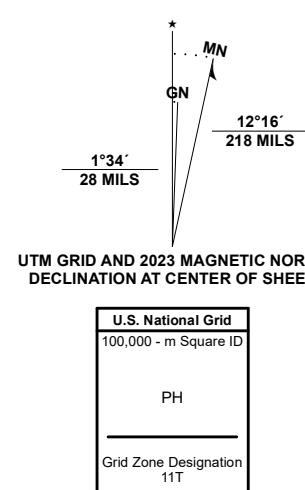 ★
MN
GN
12°16´
218 MILS
1°34´
28 MILS
UTM GRID AND 2023 MAGNETIC NOR
DECLINATION AT CENTER OF SHEE
U.S. National Grid
100,000 - m Square ID
PH
Grid Zone Designation
11T